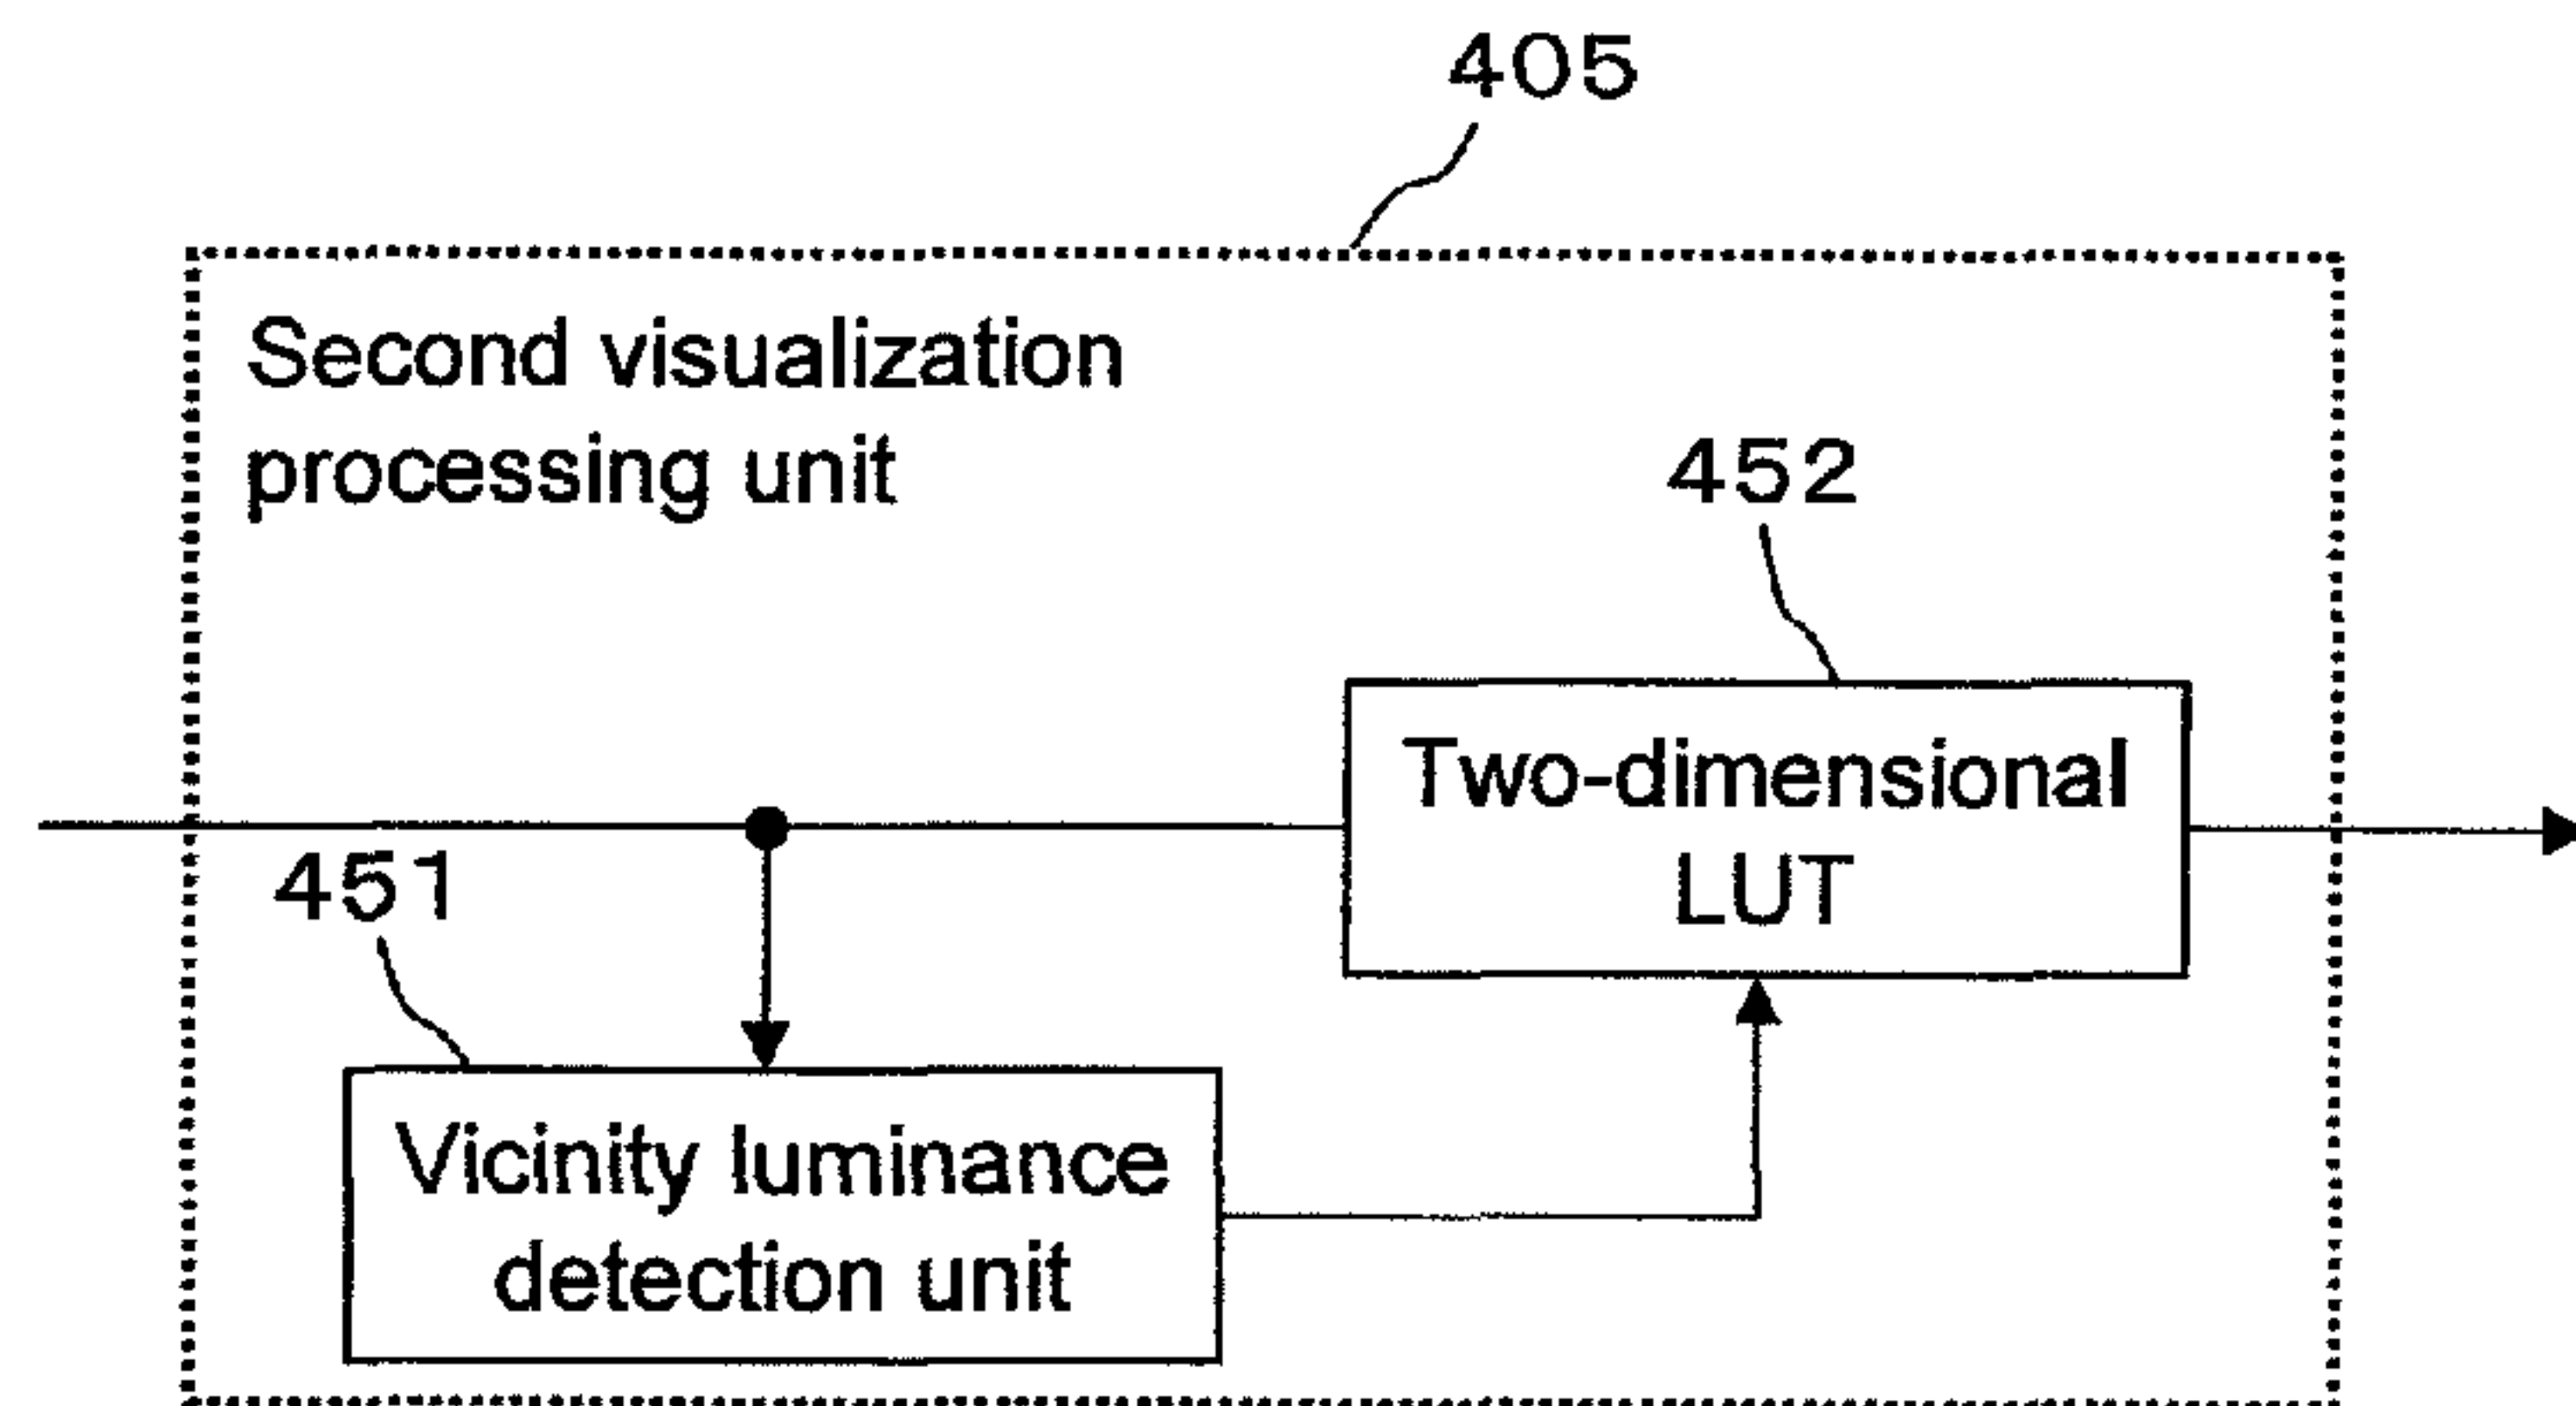 405
Second visualization
processing unit
452
Two-dimensional
LUT
451
Vicinity luminance
detection unit